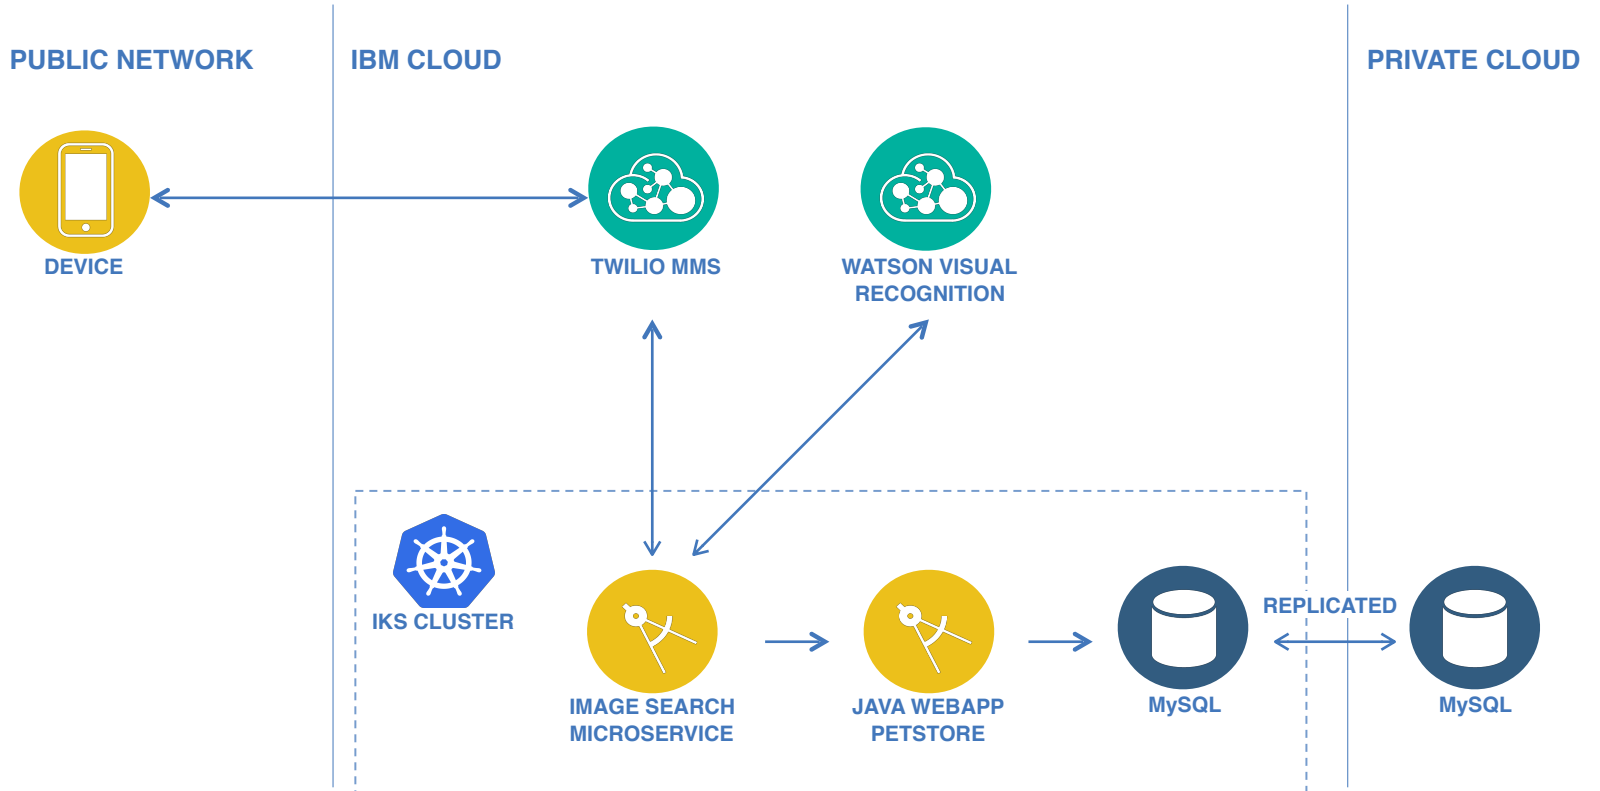 PUBLIC NETWORK
IBM CLOUD
PRIVATE CLOUD
DEVICE
TWILIO MMS
WATSON VISUAL
RECOGNITION
IKS CLUSTER
REPLICATED
IMAGE SEARCH
MICROSERVICE
JAVA WEBAPP
PETSTORE
MySQL
MySQL